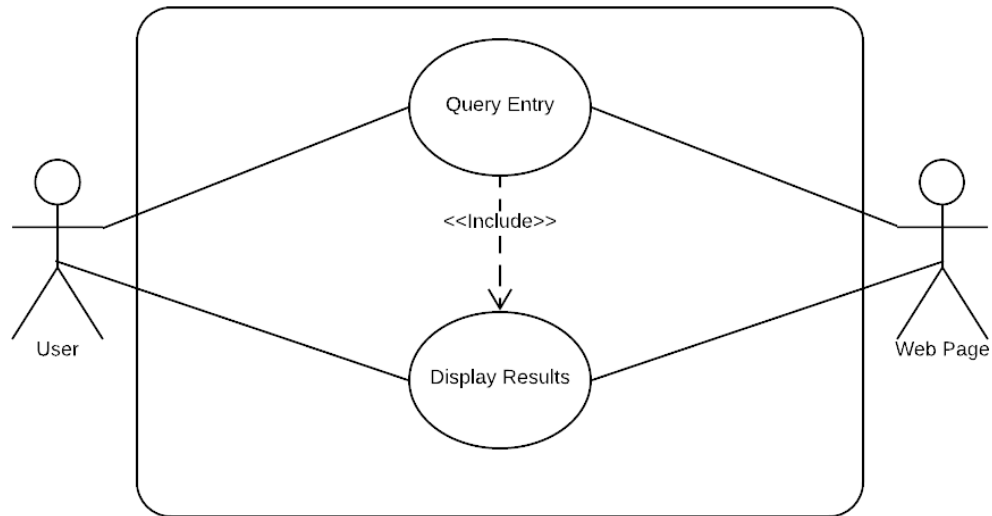 Query Entry
<<Include>>
User
Web Page
Display Results